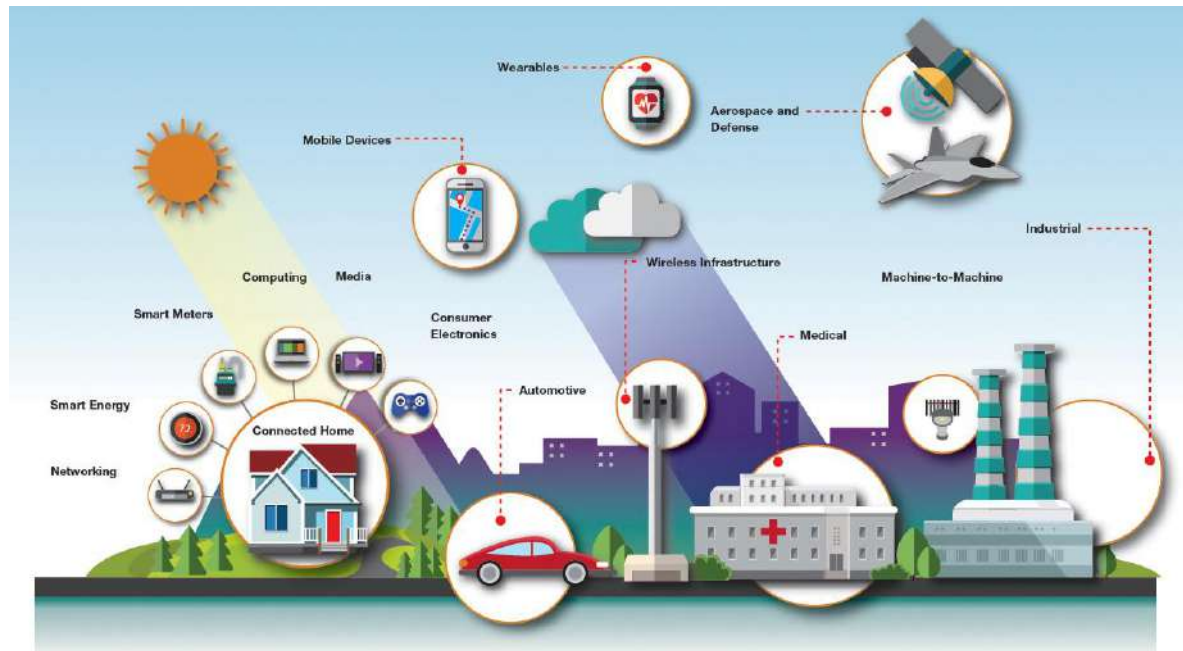 Wearables
Aerospace and
Defense
Mobile Devices
Industrial
Wireless Infrastructure
Computing
Media
Machine-to-Machine
Smart Meters
Consumer
Electronics
Medical
Automotive
Smart Energy
72
Connected Home
Networking